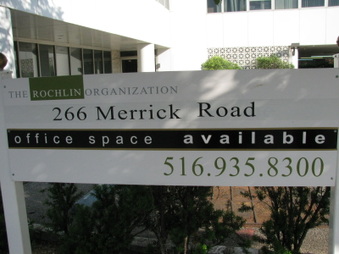 THE ROCHLIN ORGANIZATION
266 Merrick Road
office space available
516.935.8300